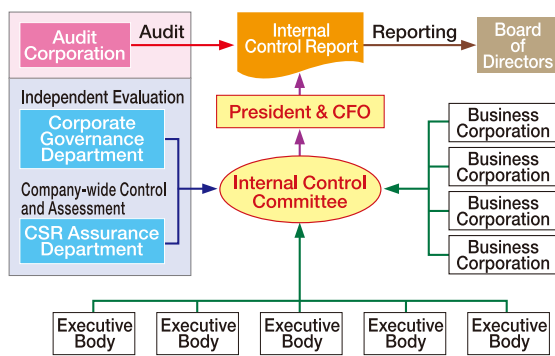 Audit
Corporation
Audit
Internal
Control Report
Reporting
Board
of
Directors
Independent Evaluation
Corporate
Governance
Department
Company-wide Control
and Assessment
CSR Assurance
Department
President & CFO
Internal Control
Committee
Business
Corporation
Business
Corporation
Business
Corporation
Business
Corporation
Executive
Body
Executive
Body
Executive
Body
Executive
Body
Executive
Body